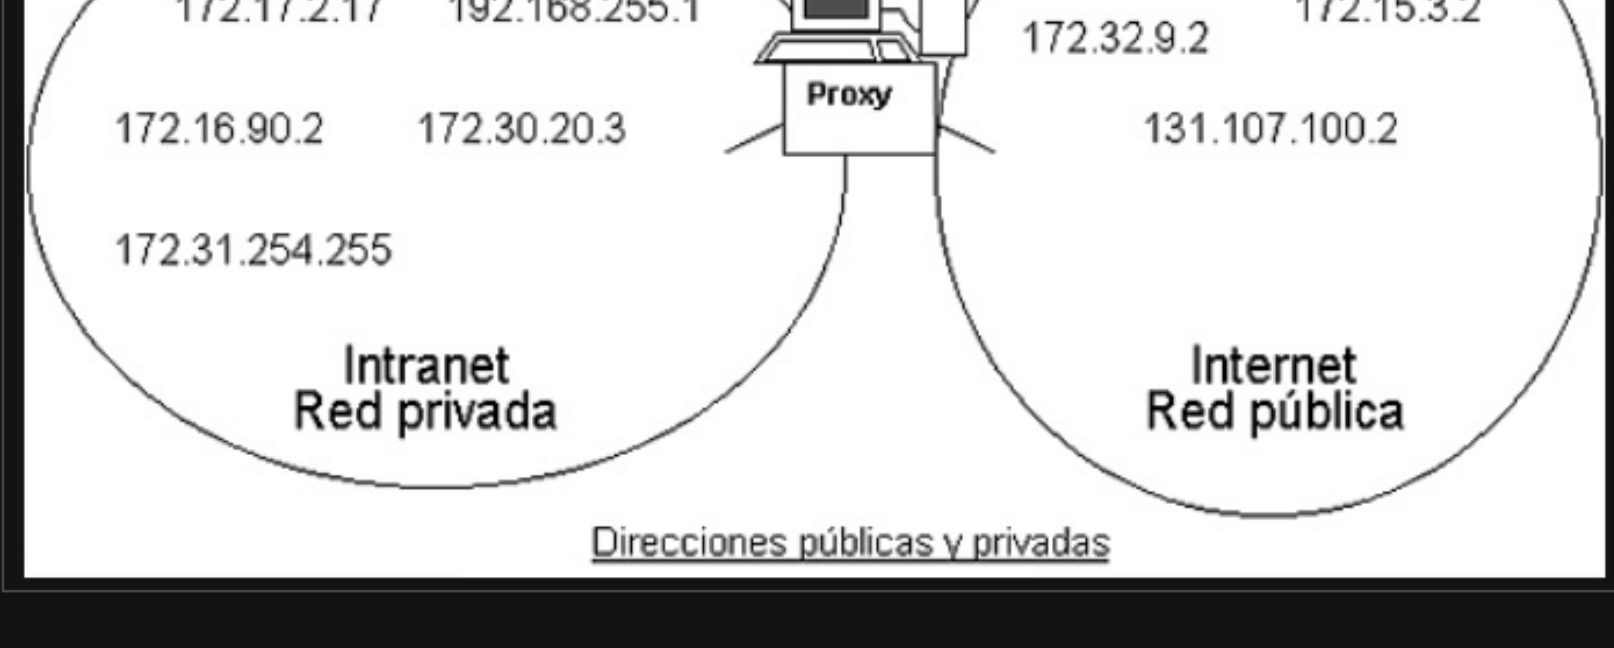 172.17.2.17 192.168.255.1 172.15.3.2
172.32.9.2
Proxy
172.16.90.2 172.30.20.3 131.107.100.2
172.31.254.255
Intranet
Red privada
Internet
Red pública
Direcciones públicas y privadas